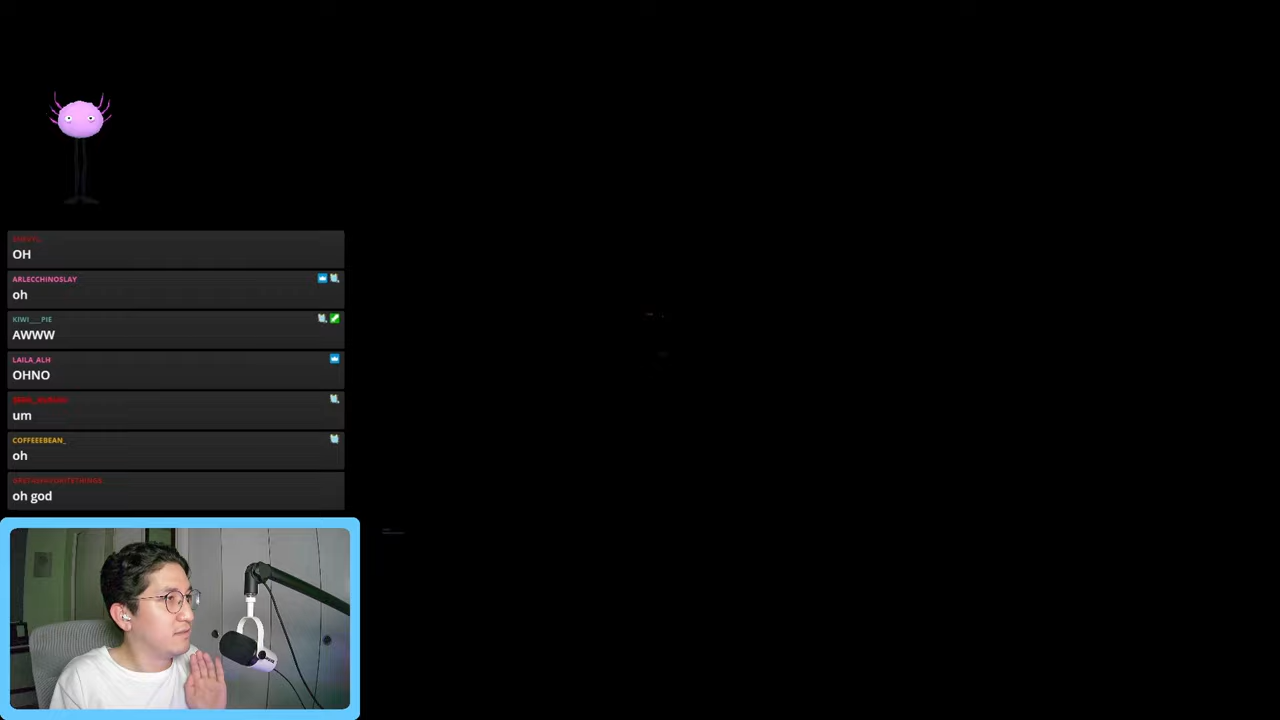 OH
ARLECCHINOSLAY
oh
KIWI___PIE
AWWW
LAILA_ALH
OHNO
um
COFFEEEBEAN_
oh
oh god